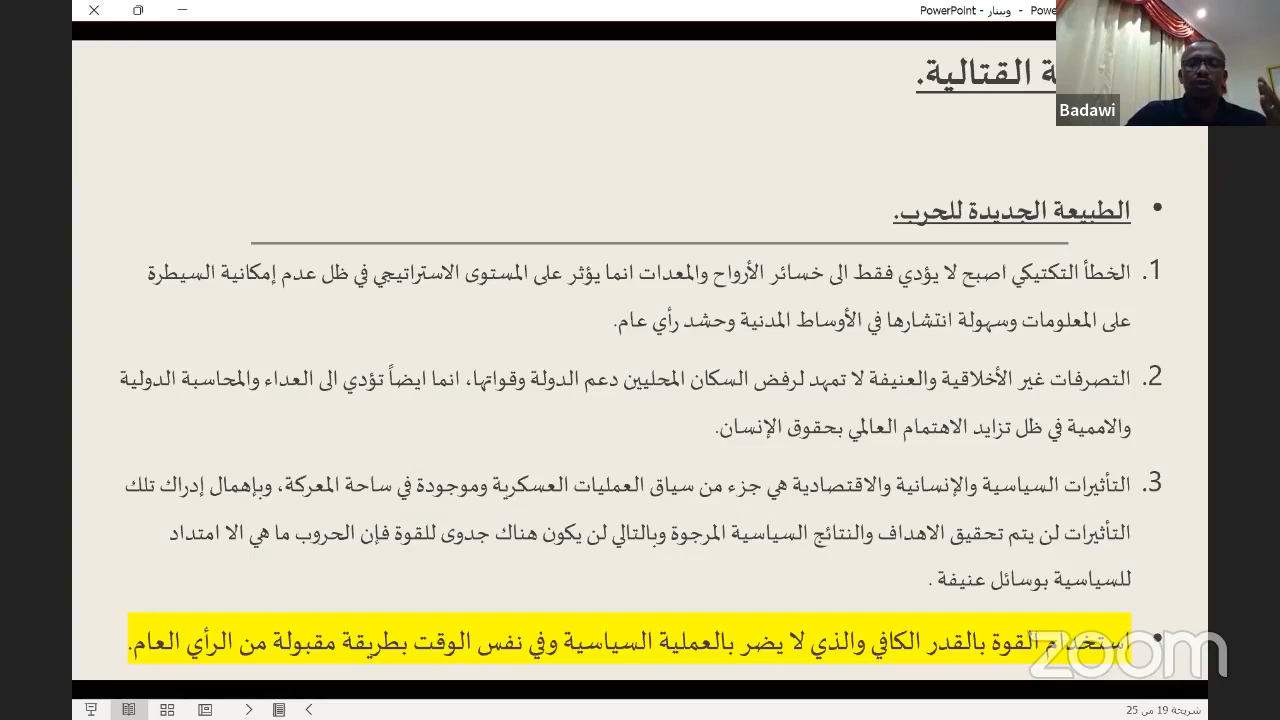 PowerPoint - وبينار - Powe
ة القتالية.
Badawi
• الطبيعة الجديدة للحرب.
1. الخطأ التكتيكي اصبح لا يؤدي فقط الى خسائر الأرواح والمعدات انما يؤثر على المستوى الاستراتيجي في ظل عدم إمكانية السيطرة
على المعلومات وسهولة انتشارها في الأوساط المدنية وحشد رأي عام.
2. التصرفات غير الأخلاقية والعنيفة لا تمهد لرفض السكان المحليين دعم الدولة وقواتها، انما ايضاً تؤدي الى العداء والمحاسبة الدولية
والاممية في ظل تزايد الاهتمام العالمي بحقوق الإنسان.
3. التأثيرات السياسية والإنسانية والاقتصادية هي جزء من سياق العمليات العسكرية وموجودة في ساحة المعركة، وبإهمال إدراك تلك
التأثيرات لن يتم تحقيق الاهداف والنتائج السياسية المرجوة وبالتالي لن يكون هناك جدوى للقوة فإن الحروب ما هي الا امتداد
للسياسية بوسائل عنيفة .
• استخدام القوة بالقدر الكافي والذي لا يضر بالعملية السياسية وفي نفس الوقت بطريقة مقبولة من الرأي العام.
zoom
شريحة 19 من 25